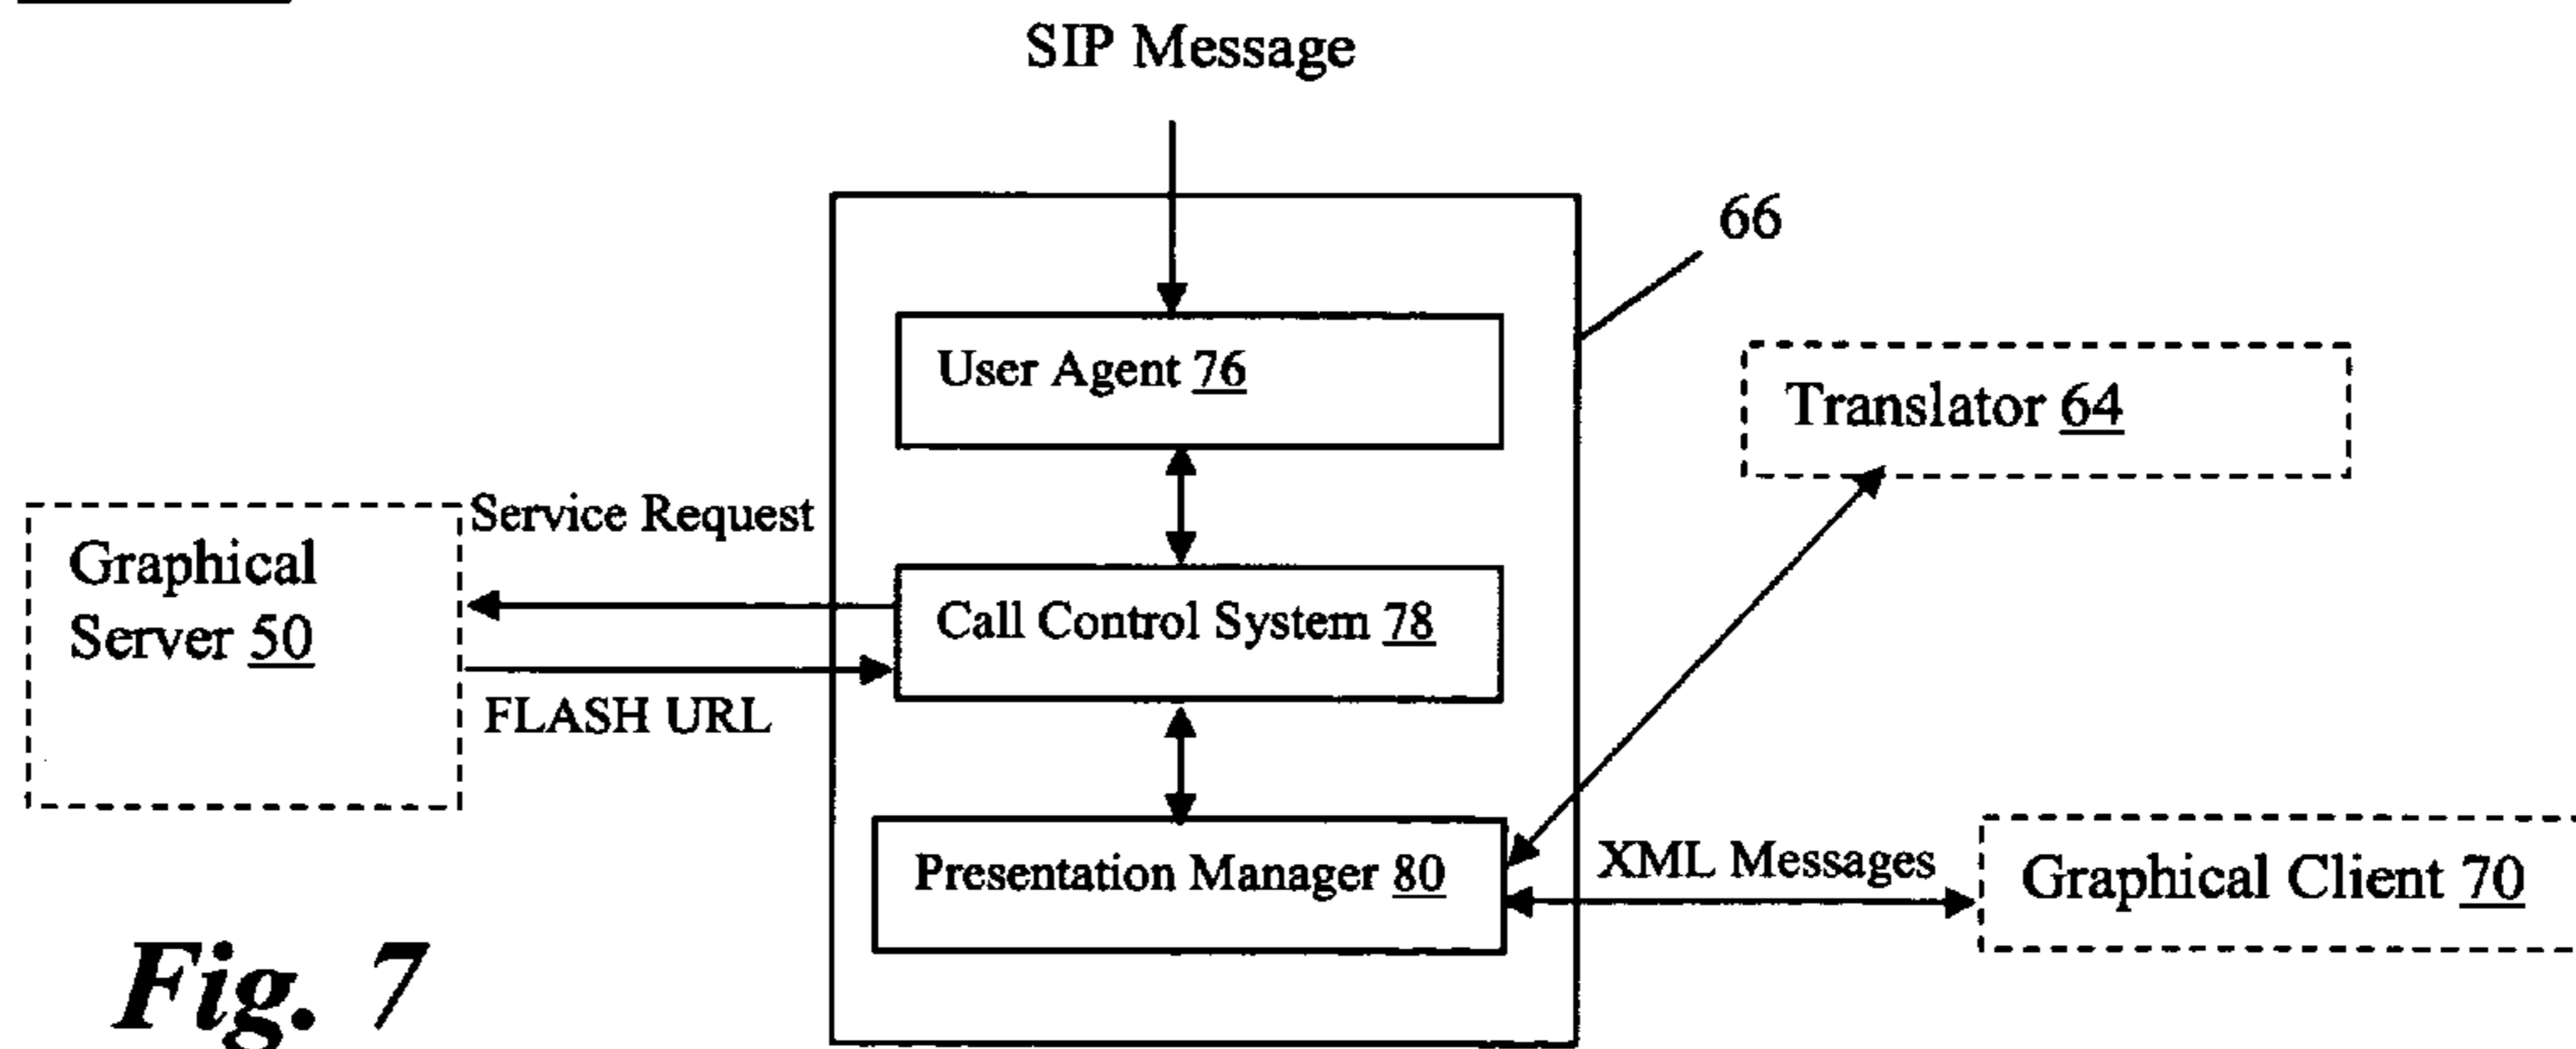 SIP Message
66
User Agent 76
Translator 64
Service Request
Graphical
Server 50
Call Control System 78
FLASH URL
Presentation Manager 80
XML Messages
Graphical Client 70
Fig. 7